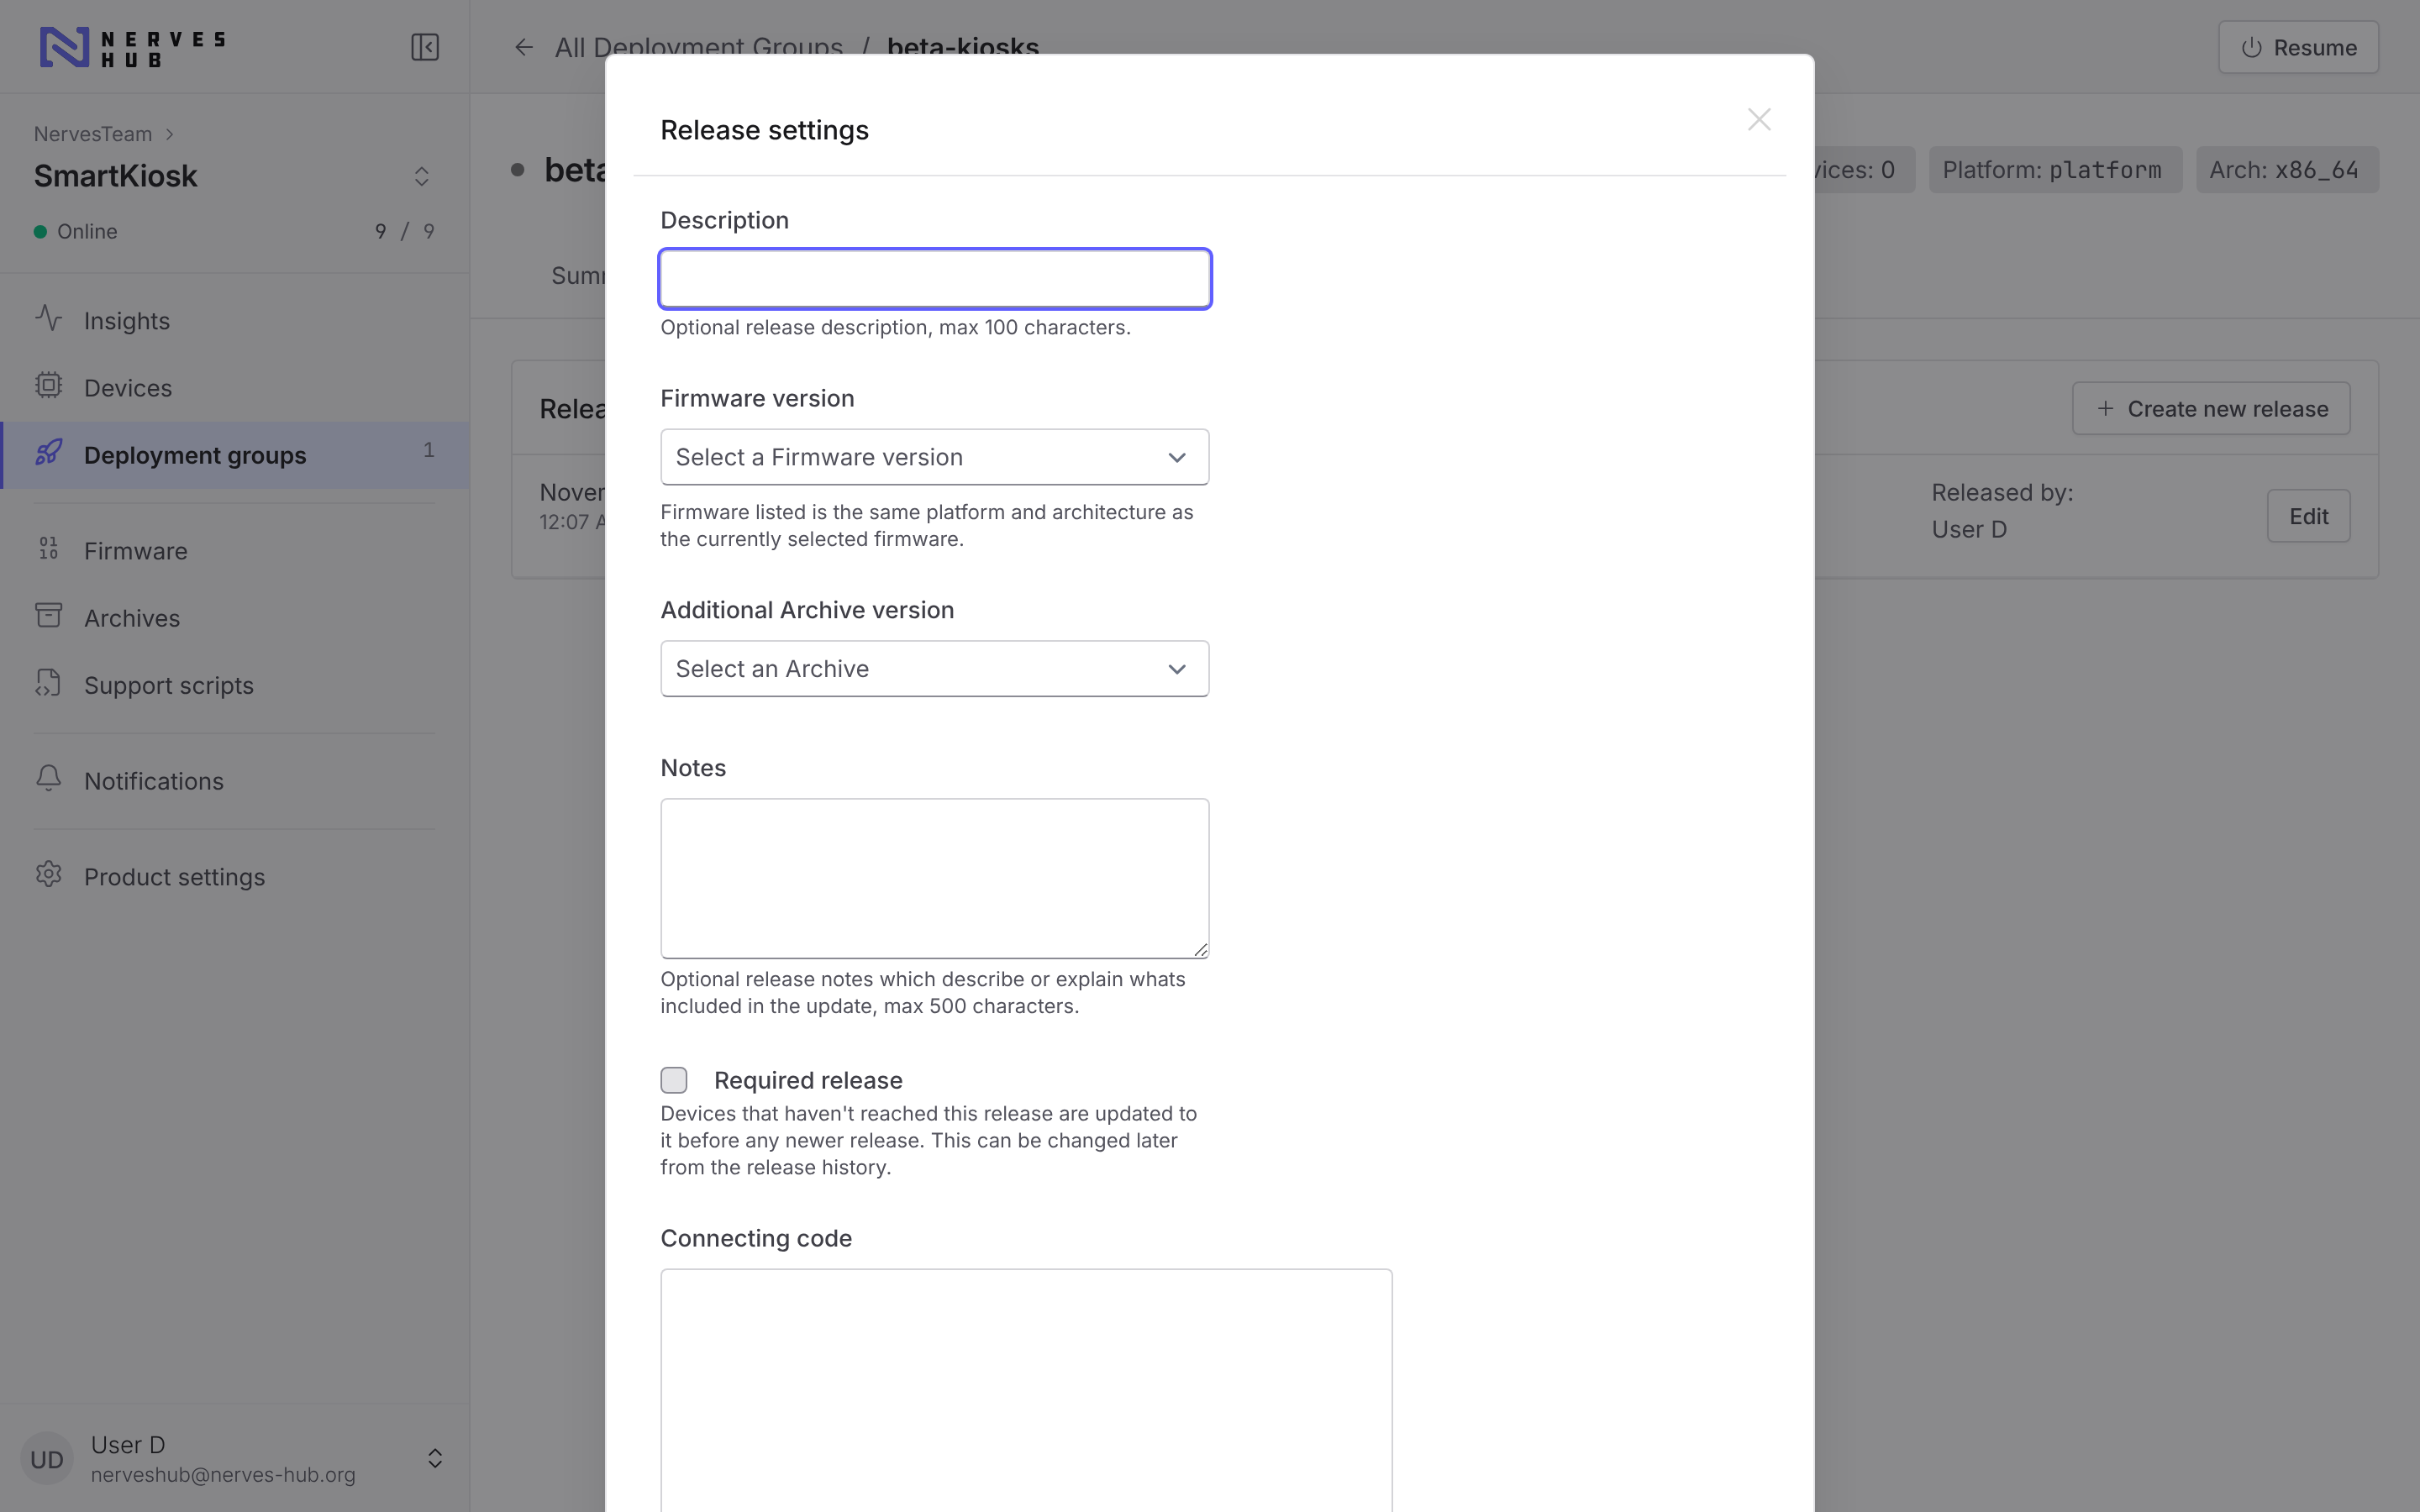 NERVES
HUB
All Deployment Groups / beta-kiosks
Resume
NervesTeam
SmartKiosk
Online
9 / 9
Insights
Devices
Deployment groups
1
Firmware
Archives
Support scripts
Notifications
Product settings
UD
User D
nerveshub@nerves-hub.org
Platform: platform
Arch: x86_64
Create new release
12:07
Released by:
User D
Edit
Release settings
Description
Optional release description, max 100 characters.
Firmware version
Select a Firmware version
Firmware listed is the same platform and architecture as
the currently selected firmware.
Additional Archive version
Select an Archive
Notes
Optional release notes which describe or explain whats
included in the update, max 500 characters.
Required release
Devices that haven't reached this release are updated to
it before any newer release. This can be changed later
from the release history.
Connecting code